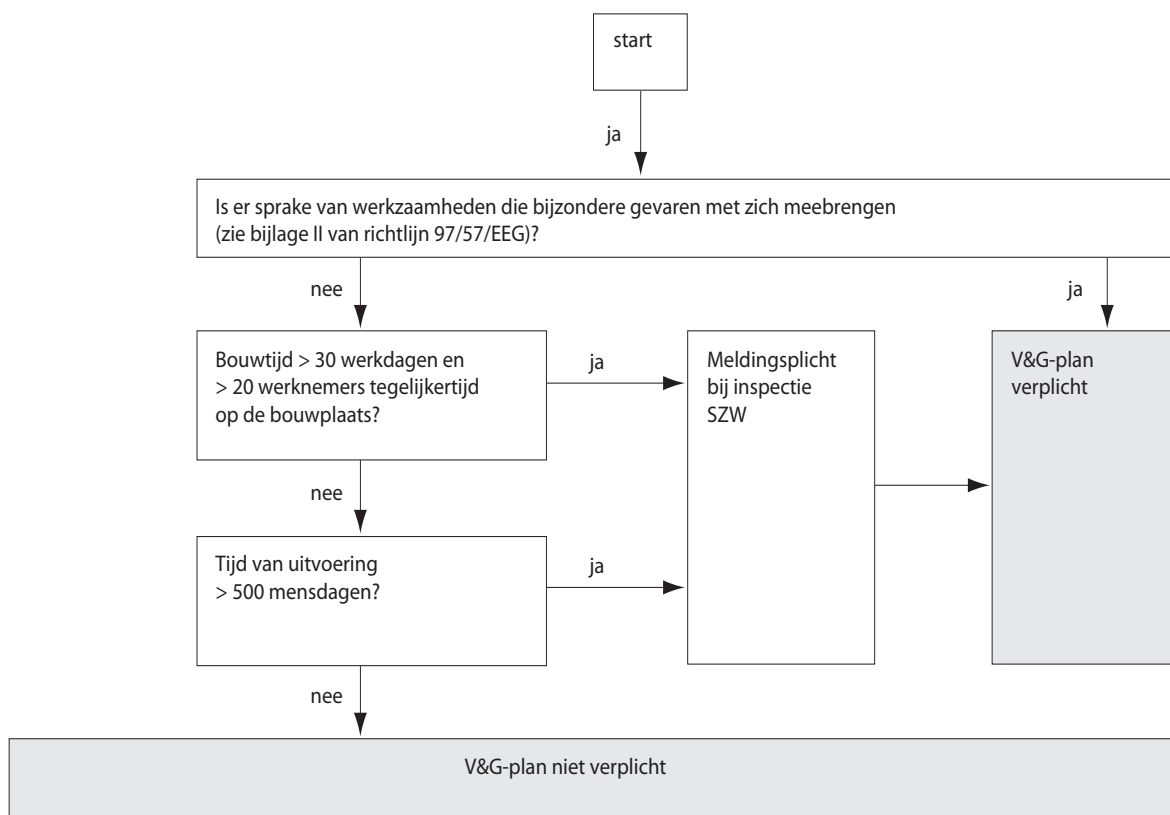 start
ja
Is er sprake van werkzaamheden die bijzondere gevaren met zich meebrengen
(zie bijlage II van richtlijn 97/57/EEG)?
nee
ja
Bouwtijd > 30 werkdagen en
> 20 werknemers tegelijkertijd
op de bouwplaats?
ja
Meldingsplicht
bij inspectie
SZW
V&G-plan
verplicht
nee
Tijd van uitvoering
> 500 mensdagen?
ja
nee
V&G-plan niet verplicht